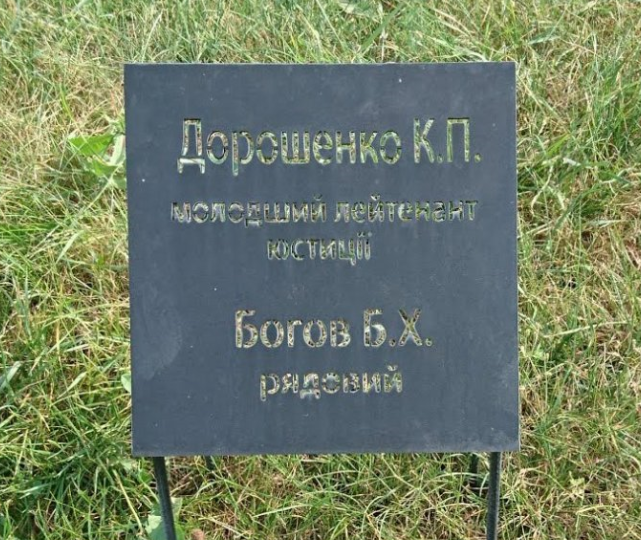 Дорошенко К.П.
молодший лейтенант
юстиції
Богов Б.Х.
рядовий